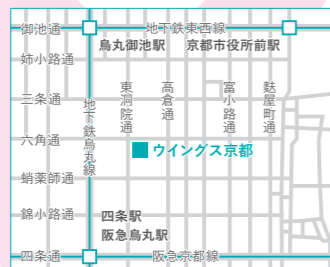 御池通
地下鉄東西線
烏丸御池駅
京都市役所前駅
姉小路通
三条通
六角通
蛸薬師通
錦小路通
四条通
地下鉄烏丸線
東洞院通
高倉通
富小路通
麩屋町通
ウイングス京都
四条駅
阪急烏丸駅
阪急京都線